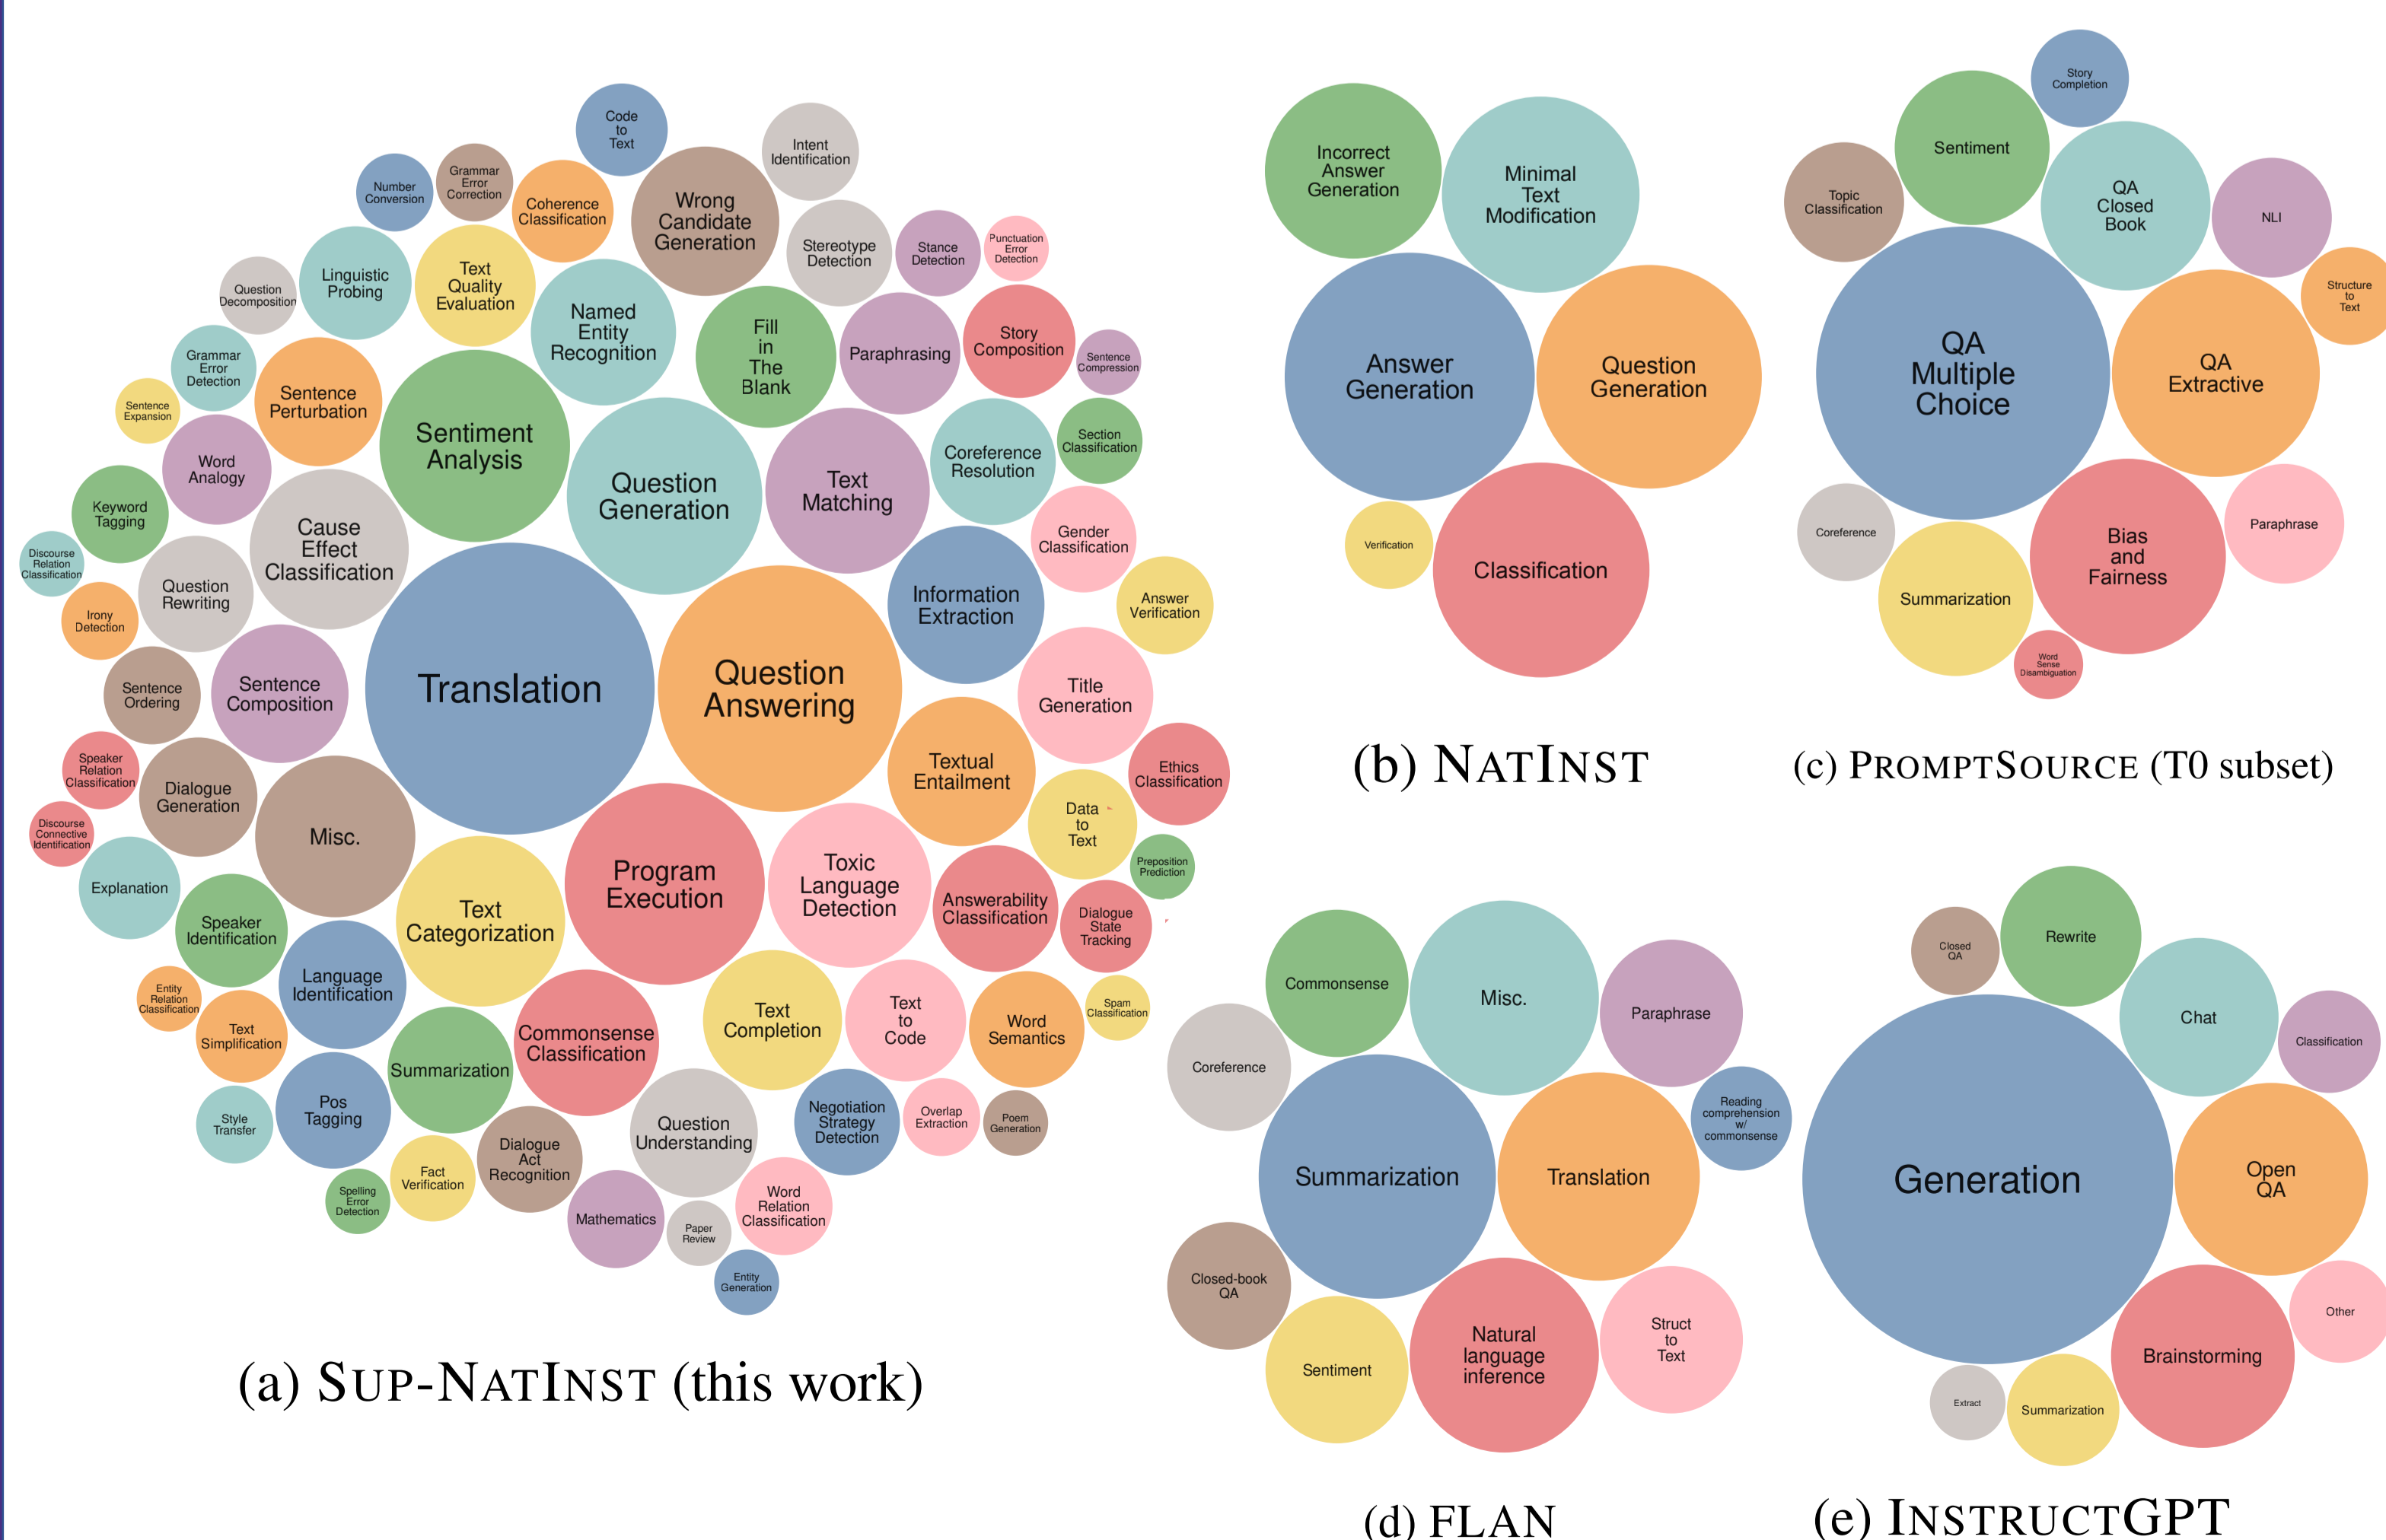 Code
to
Text
Intent
Identification
Number
Conversion
Grammar
Error
Correction
Coherence
Classification
Wrong
Candidate
Generation
Stereotype
Detection
Stance
Detection
Punctuation
Error
Detection
Question
Decomposition
Linguistic
Probing
Text
Quality
Evaluation
Named
Entity
Recognition
Fill
in
The
Blank
Paraphrasing
Story
Composition
Sentence
Compression
Grammar
Error
Detection
Sentence
Expansion
Sentence
Perturbation
Sentiment
Analysis
Question
Generation
Text
Matching
Coreference
Resolution
Section
Classification
Word
Analogy
Keyword
Tagging
Cause
Effect
Classification
Gender
Classification
Discourse
Relation
Classification
Question
Rewriting
Information
Extraction
Answer
Verification
Irony
Detection
Sentence
Ordering
Sentence
Composition
Translation
Question
Answering
Title
Generation
Speaker
Relation
Classification
Dialogue
Generation
Textual
Entailment
Ethics
Classification
Discourse
Connective
Identification
Misc.
Data
to
Text
Preposition
Prediction
Explanation
Speaker
Identification
Text
Categorization
Program
Execution
Toxic
Language
Detection
Answerability
Classification
Dialogue
State
Tracking
Entity
Relation
Classification
Language
Identification
Text
Simplification
Summarization
Commonsense
Classification
Text
Completion
Text
to
Code
Word
Semantics
Spam
Classification
Style
Transfer
Pos
Tagging
Question
Understanding
Negotiation
Strategy
Detection
Overlap
Extraction
Poem
Generation
Spelling
Error
Detection
Fact
Verification
Dialogue
Act
Recognition
Mathematics
Paper
Review
Word
Relation
Classification
Entity
Generation
(a) SUP-NATINST (this work)
Incorrect
Answer
Generation
Minimal
Text
Modification
Answer
Generation
Question
Generation
Verification
Classification
(b) NATINST
Story
Completion
Sentiment
Topic
Classification
QA
Closed
Book
NLI
Structure
to
Text
QA
Multiple
Choice
QA
Extractive
Coreference
Summarization
Bias
and
Fairness
Paraphrase
Word
Sense
Disambiguation
(c) PROMPTSOURCE (T0 subset)
Commonsense
Misc.
Paraphrase
Coreference
Reading
comprehension
w/
commonsense
Summarization
Translation
Closed-book
QA
Sentiment
Natural
language
inference
Struct
to
Text
(d) FLAN
Closed
QA
Rewrite
Chat
Classification
Generation
Open
QA
Other
Brainstorming
Extract
Summarization
(e) INSTRUCTGPT